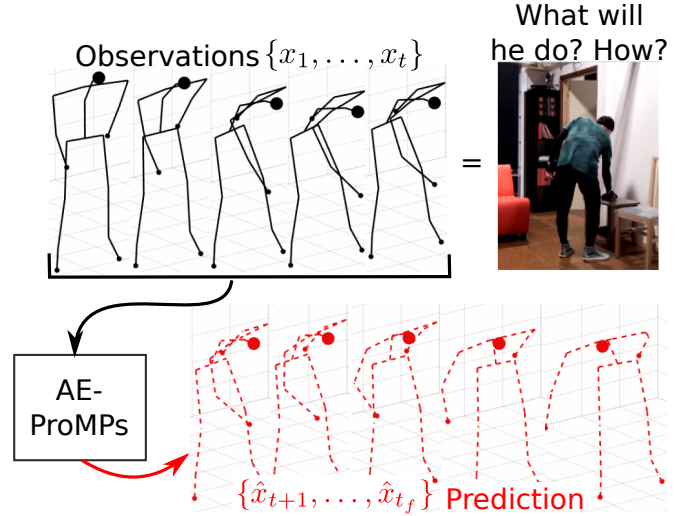 What will
he do? How?
Observations {x_1, . . . , x_t}
=
AE-
ProMPs
{x̂_{t+1}, . . . , x̂_{t_f}} Prediction